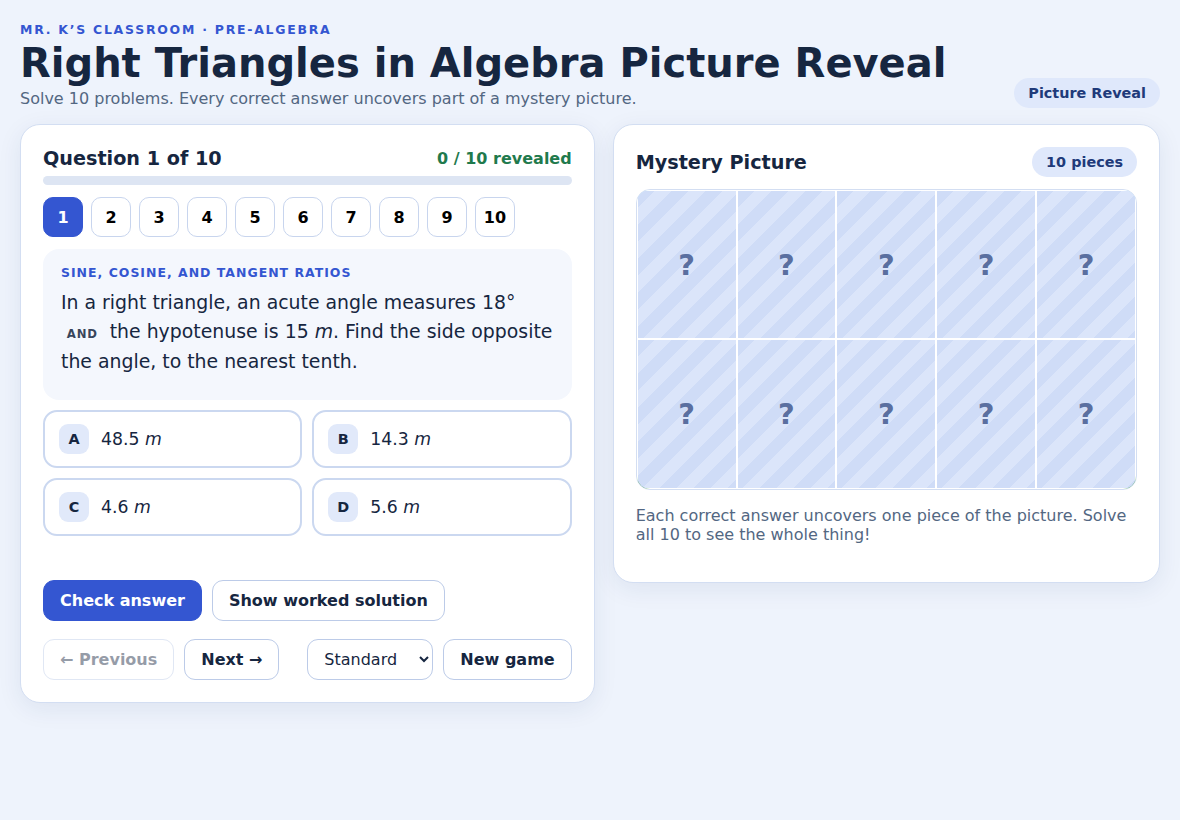 MR. K’S CLASSROOM · PRE-ALGEBRA
Right Triangles in Algebra Picture Reveal
Solve 10 problems. Every correct answer uncovers part of a mystery picture.
Picture Reveal
Question 1 of 10
0 / 10 revealed
1 2 3 4 5 6 7 8 9 10
SINE, COSINE, AND TANGENT RATIOS
In a right triangle, an acute angle measures 18°
AND the hypotenuse is 15 m. Find the side opposite
the angle, to the nearest tenth.
A 48.5 m
B 14.3 m
C 4.6 m
D 5.6 m
Check answer
Show worked solution
← Previous
Next →
Standard
New game
Mystery Picture
10 pieces
? ? ? ? ?
? ? ? ? ?
Each correct answer uncovers one piece of the picture. Solve
all 10 to see the whole thing!